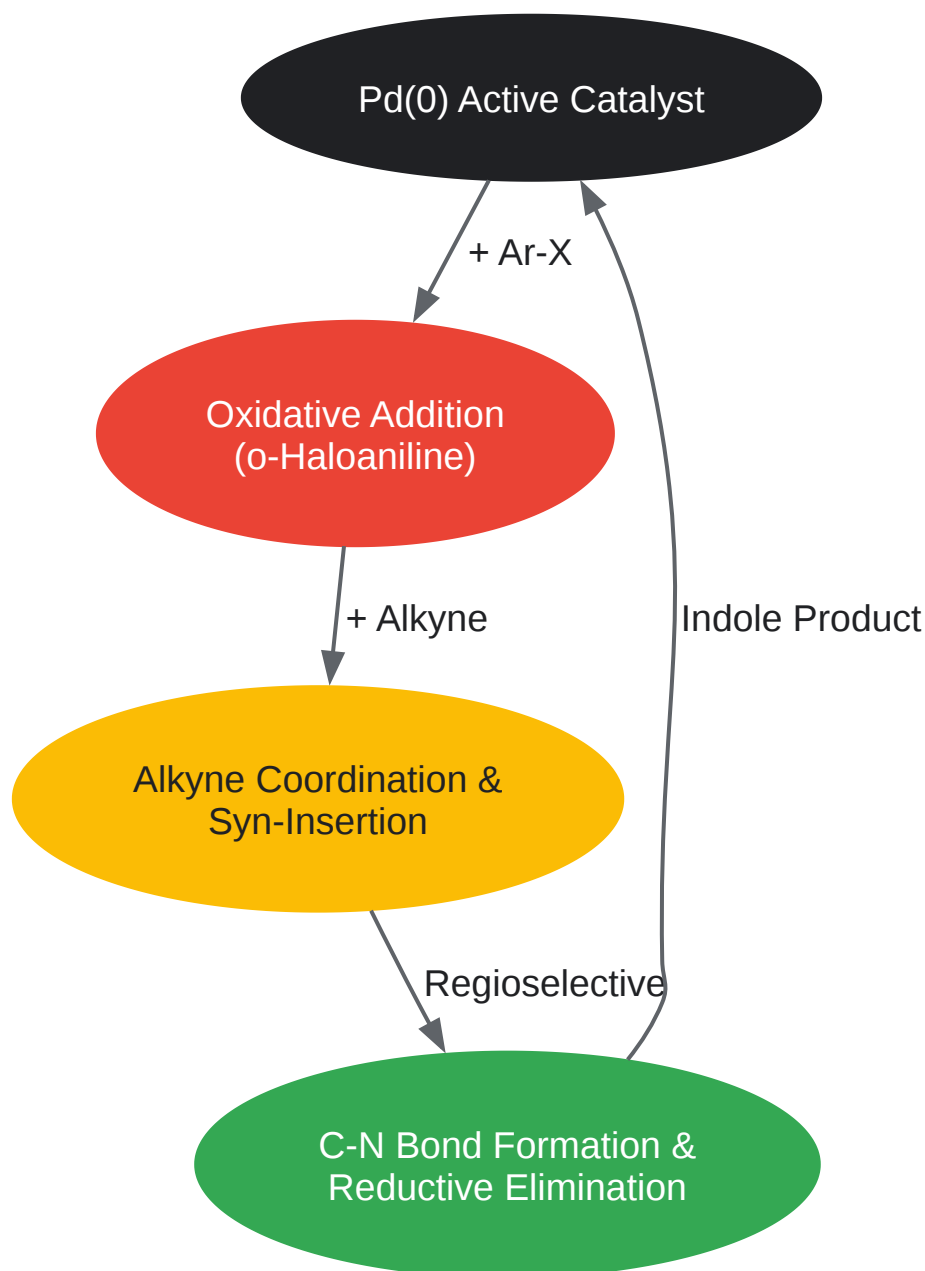 Pd(0) Active Catalyst
+ Ar-X
Oxidative Addition
(o-Haloaniline)
+ Alkyne
Indole Product
Alkyne Coordination &
Syn-Insertion
Regioselective
C-N Bond Formation &
Reductive Elimination